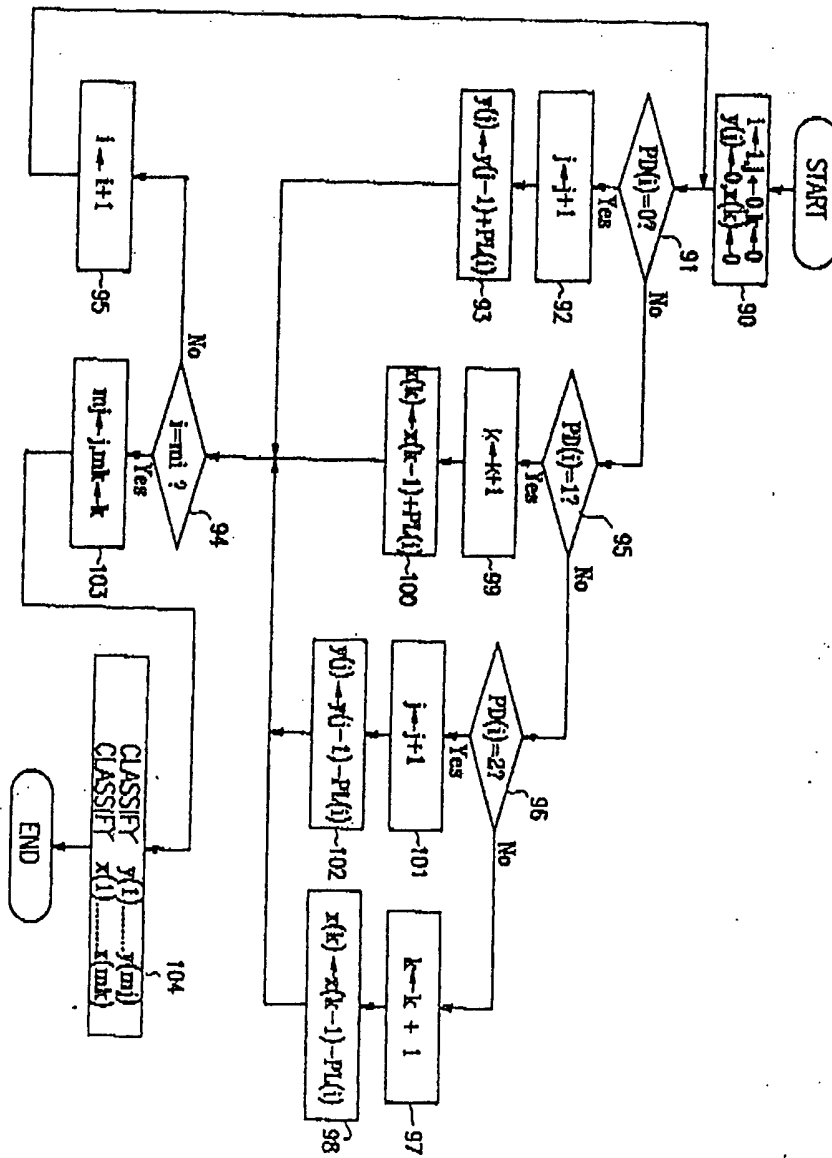 START
i←1,j←0,k←0
y(i)←0,x(k)←0
90
PD(i)=0?
91
No
Yes
j←j+1
92
y(j)←y(j-1)+PL(i)
93
PD(i)=1?
95
No
Yes
k←k+1
99
x(k)←x(k-1)+PL(i)
100
PD(i)=2?
96
No
Yes
j←j+1
101
y(j)←y(j-1)-PL(i)
102
k←k + 1
97
x(k)←x(k-1)-PL(i)
98
i=mi ?
94
No
Yes
i ← i+1
95
mj←j,mk←k
103
CLASSIFY y(1)........y(mj)
CLASSIFY x(1)........x(mk)
104
END